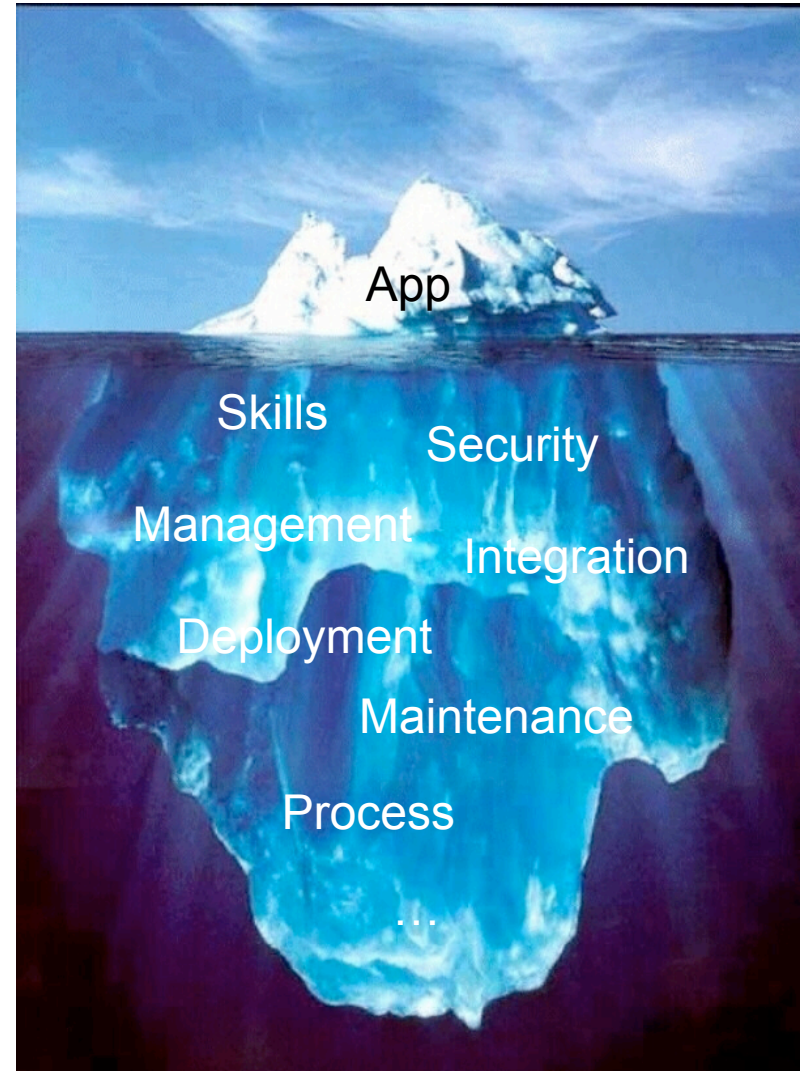 App
Skills
Security
Management
Integration
Deployment
Maintenance
Process
…